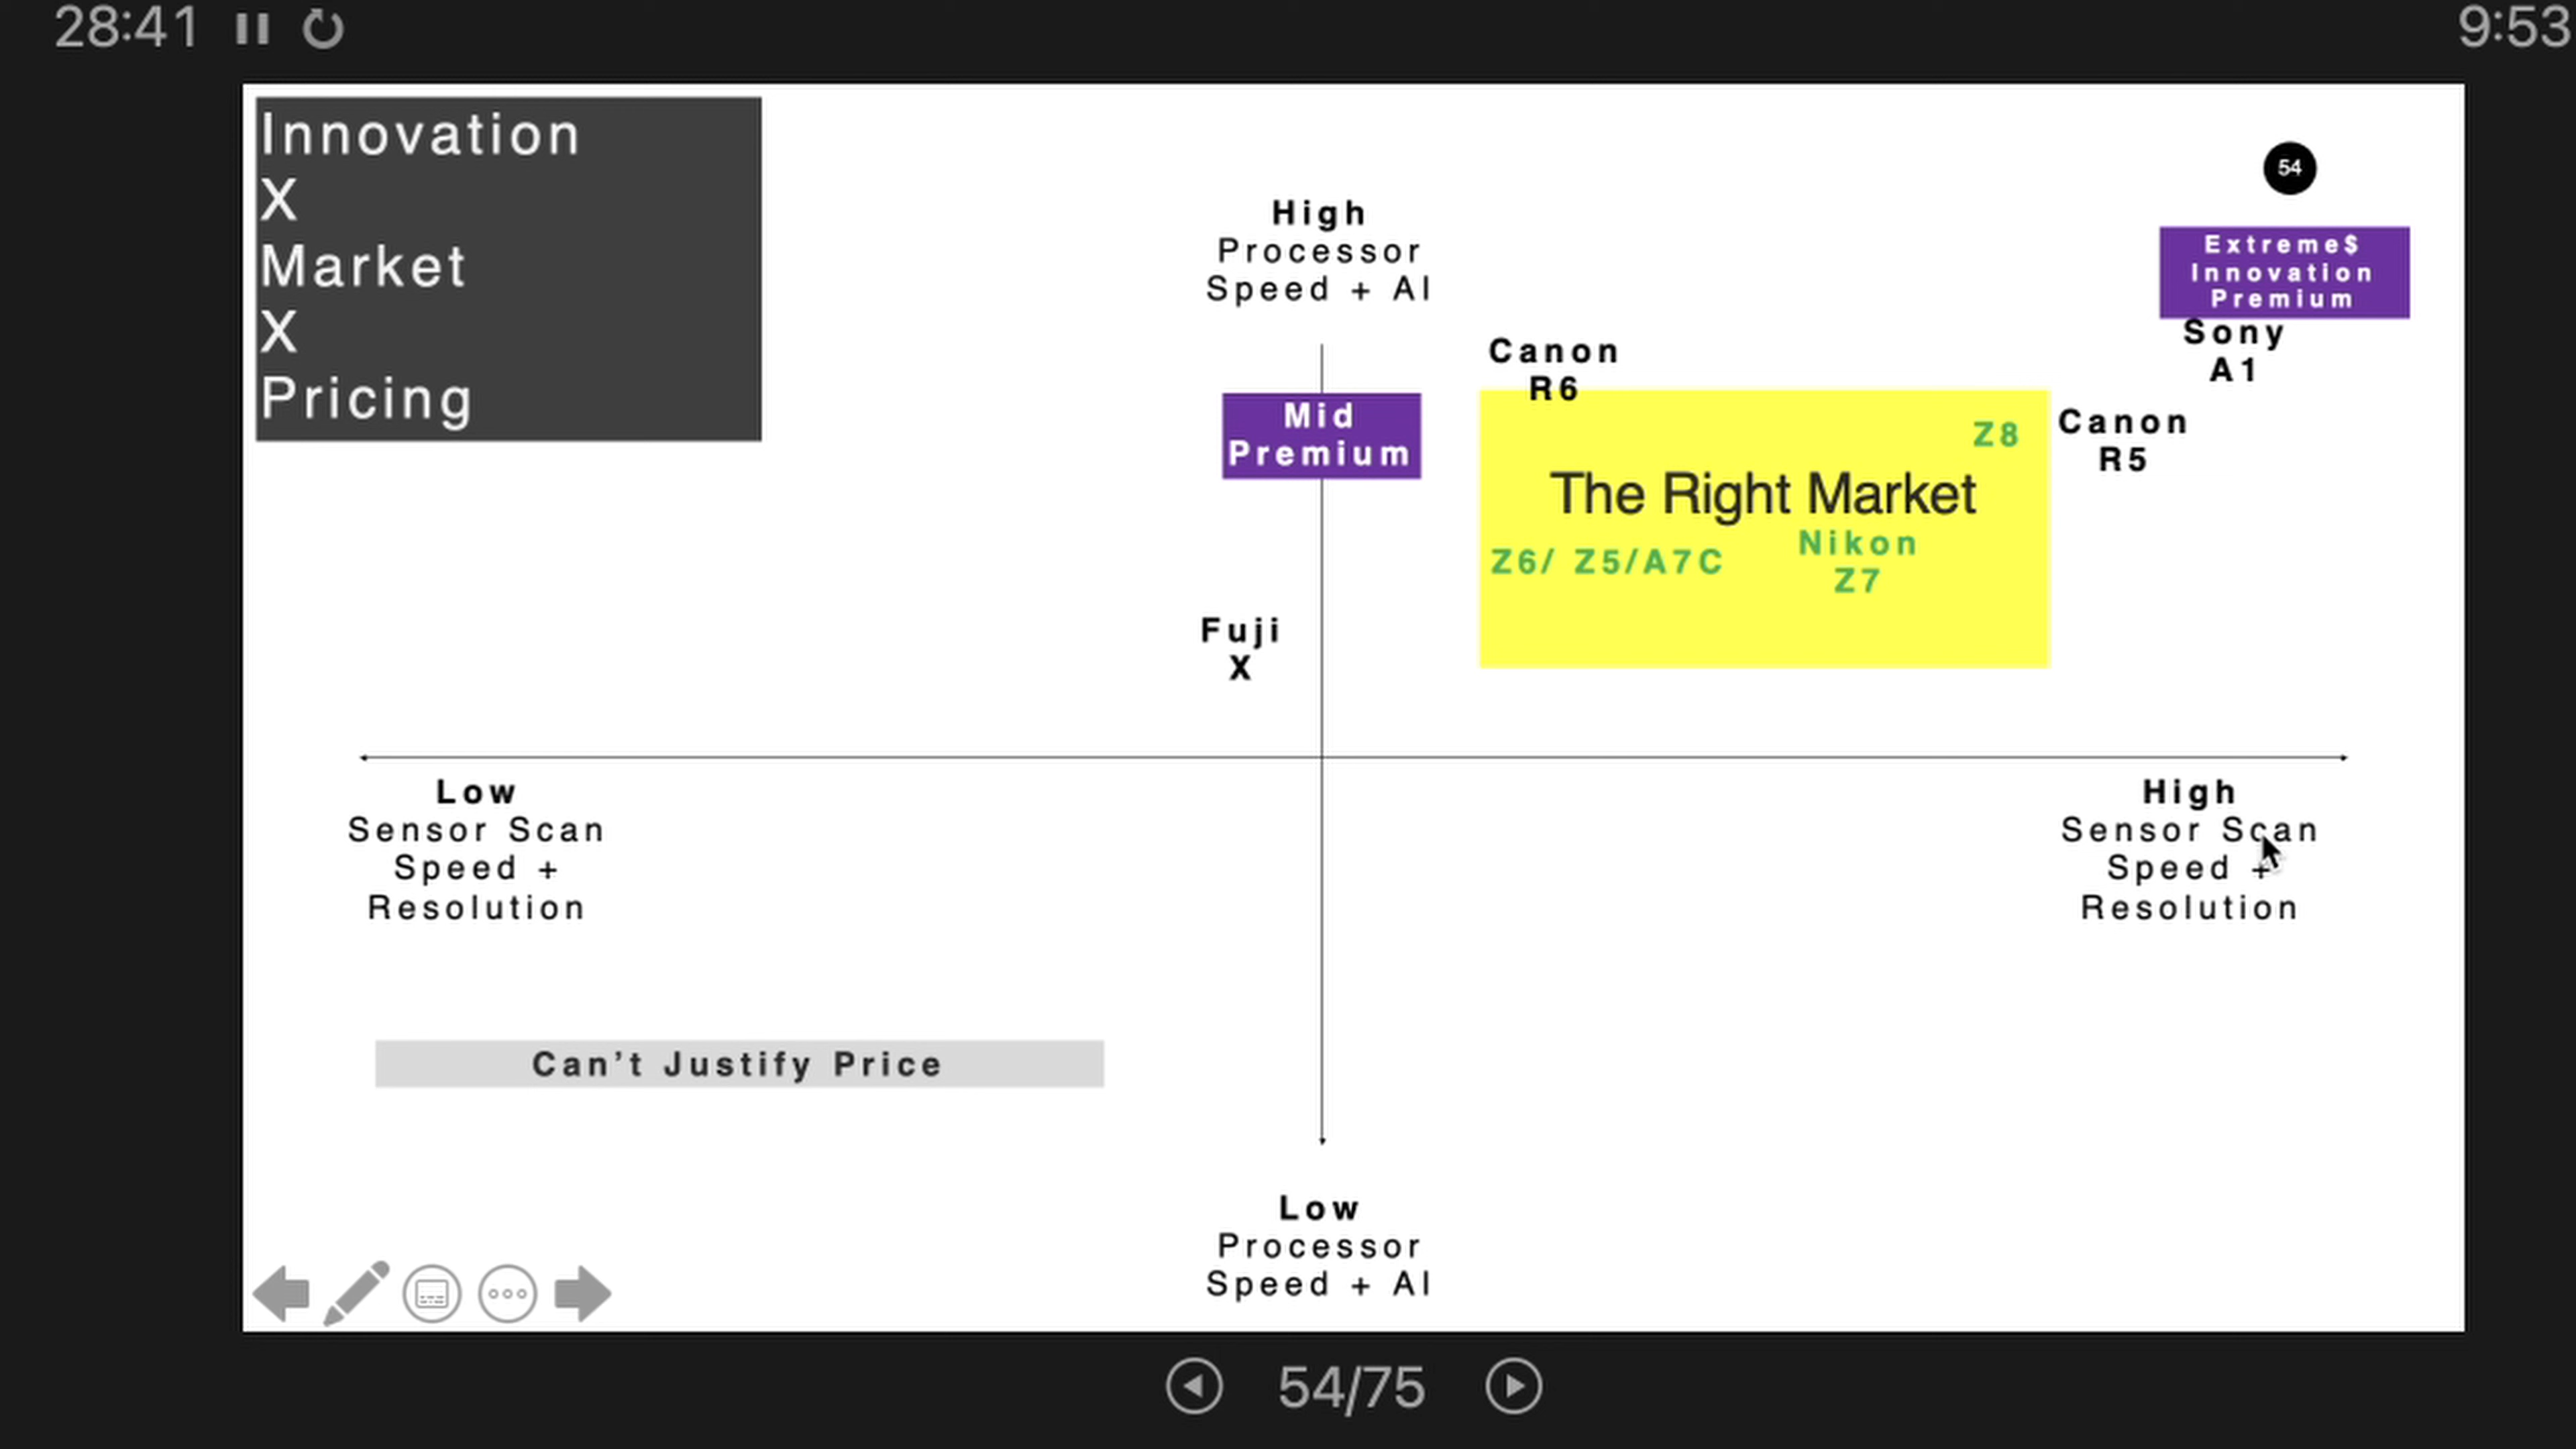 28:41
9:53
Innovation
X
Market
X
Pricing
54
High
Processor
Speed + AI
Extreme$
Innovation
Premium
Sony
A1
Canon
R6
Mid
Premium
Z8
Canon
R5
The Right Market
Z6/ Z5/A7C
Nikon
Z7
Fuji
X
Low
Sensor Scan
Speed +
Resolution
High
Sensor Scan
Speed +
Resolution
Can't Justify Price
Low
Processor
Speed + AI
54/75